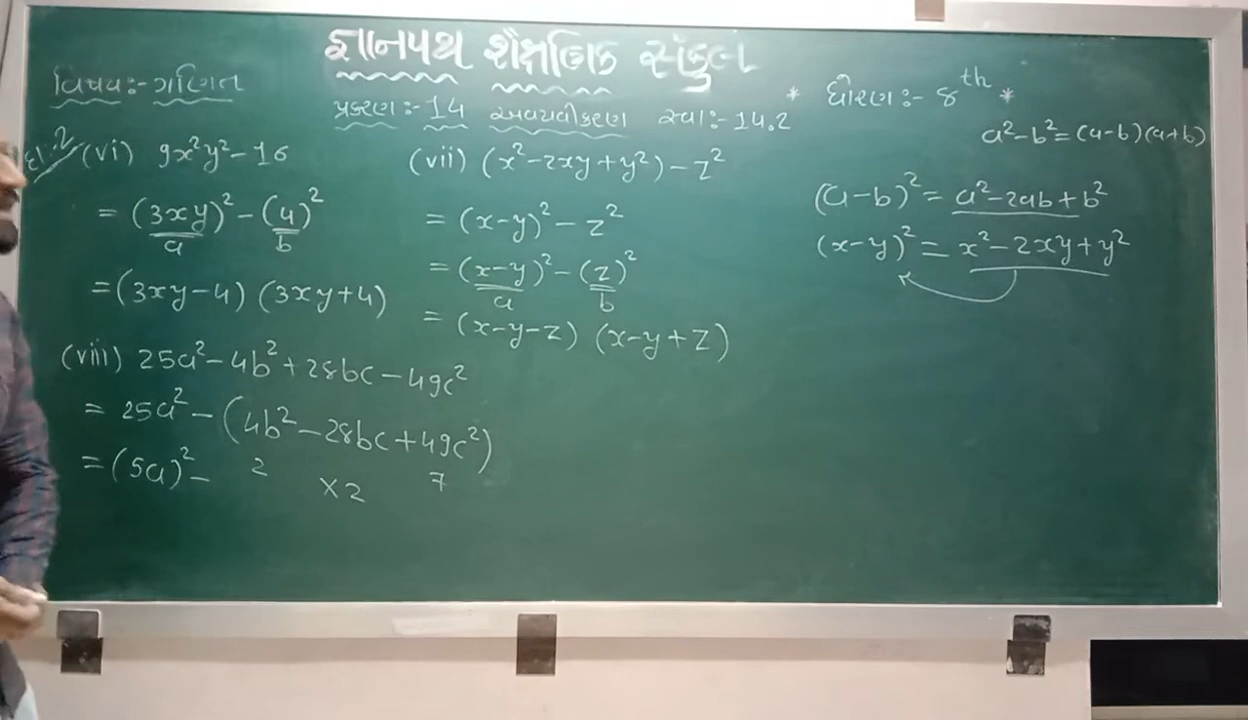 જ્ઞાનપથ શૈક્ષણિક સંકુલ
વિષય:- ગણિત
પ્રકરણ:- 14 અવયવીકરણ સ્વા:- 14.2
* ધોરણ:- 8th *
a²-b²=(a-b)(a+b)
દા.2 (vi) 9x²y²-16
= (3xy)² - (4)²
a b
=(3xy-4) (3xy+4)
(vii) (x²-2xy+y²)-z²
= (x-y)² - z²
= (x-y)² - (z)²
a b
= (x-y-z) (x-y+z)
(a-b)² = a²-2ab+b²
(x-y)² = x²-2xy+y²
(viii) 25a²-4b²+28bc-49c²
= 25a² - (4b²-28bc+49c²)
= (5a)² - 2 ×2 7